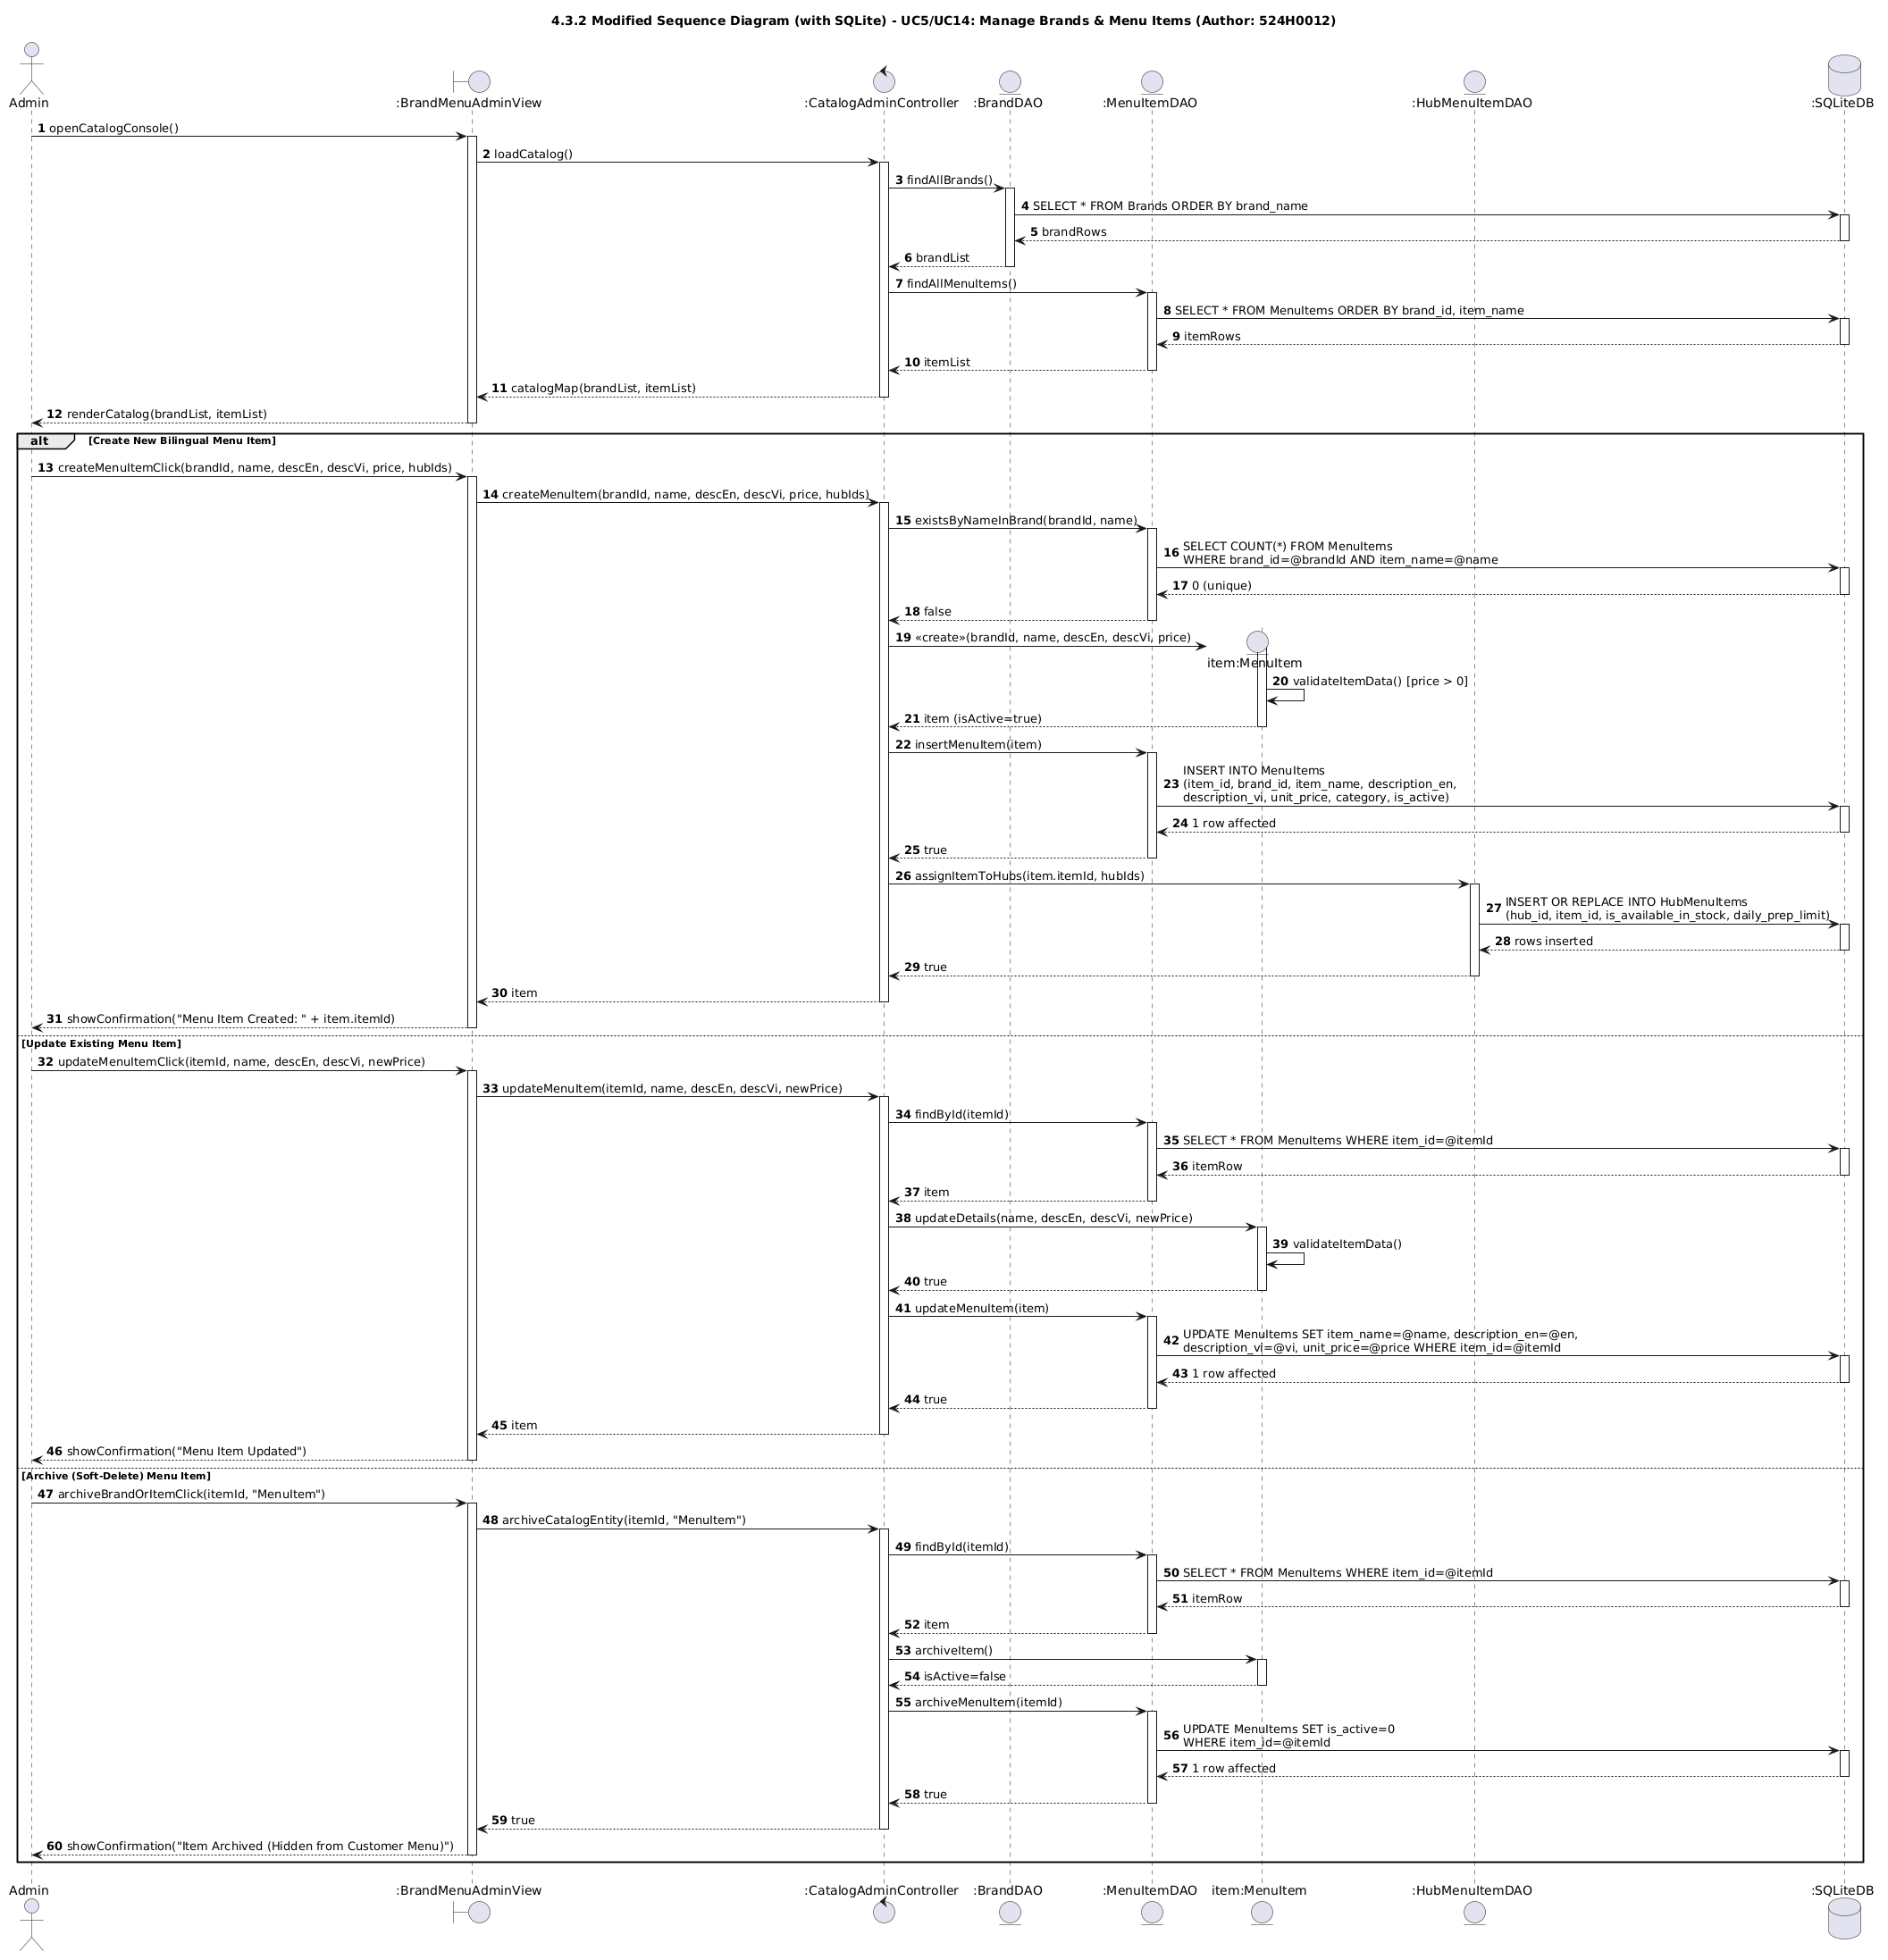 4.3.2 Modified Sequence Diagram (with SQLite) - UC5/UC14: Manage Brands & Menu Items (Author: 524H0012)
Admin
:BrandMenuAdminView
:CatalogAdminController
:BrandDAO
:MenuItemDAO
:HubMenuItemDAO
:SQLiteDB
1 openCatalogConsole()
2 loadCatalog()
3 findAllBrands()
4 SELECT * FROM Brands ORDER BY brand_name
5 brandRows
6 brandList
7 findAllMenuItems()
8 SELECT * FROM MenuItems ORDER BY brand_id, item_name
9 itemRows
10 itemList
11 catalogMap(brandList, itemList)
12 renderCatalog(brandList, itemList)
alt [Create New Bilingual Menu Item]
13 createMenuItemClick(brandId, name, descEn, descVi, price, hubIds)
14 createMenuItem(brandId, name, descEn, descVi, price, hubIds)
15 existsByNameInBrand(brandId, name)
16 SELECT COUNT(*) FROM MenuItems
WHERE brand_id=@brandId AND item_name=@name
17 0 (unique)
18 false
19 «create»(brandId, name, descEn, descVi, price)
item:MenuItem
20 validateItemData() [price > 0]
21 item (isActive=true)
22 insertMenuItem(item)
23 INSERT INTO MenuItems
(item_id, brand_id, item_name, description_en,
description_vi, unit_price, category, is_active)
24 1 row affected
25 true
26 assignItemToHubs(item.itemId, hubIds)
27 INSERT OR REPLACE INTO HubMenuItems
(hub_id, item_id, is_available_in_stock, daily_prep_limit)
28 rows inserted
29 true
30 item
31 showConfirmation("Menu Item Created: " + item.itemId)
[Update Existing Menu Item]
32 updateMenuItemClick(itemId, name, descEn, descVi, newPrice)
33 updateMenuItem(itemId, name, descEn, descVi, newPrice)
34 findById(itemId)
35 SELECT * FROM MenuItems WHERE item_id=@itemId
36 itemRow
37 item
38 updateDetails(name, descEn, descVi, newPrice)
39 validateItemData()
40 true
41 updateMenuItem(item)
42 UPDATE MenuItems SET item_name=@name, description_en=@en,
description_vi=@vi, unit_price=@price WHERE item_id=@itemId
43 1 row affected
44 true
45 item
46 showConfirmation("Menu Item Updated")
[Archive (Soft-Delete) Menu Item]
47 archiveBrandOrItemClick(itemId, "MenuItem")
48 archiveCatalogEntity(itemId, "MenuItem")
49 findById(itemId)
50 SELECT * FROM MenuItems WHERE item_id=@itemId
51 itemRow
52 item
53 archiveItem()
54 isActive=false
55 archiveMenuItem(itemId)
56 UPDATE MenuItems SET is_active=0
WHERE item_id=@itemId
57 1 row affected
58 true
59 true
60 showConfirmation("Item Archived (Hidden from Customer Menu)")
Admin
:BrandMenuAdminView
:CatalogAdminController
:BrandDAO
:MenuItemDAO
item:MenuItem
:HubMenuItemDAO
:SQLiteDB